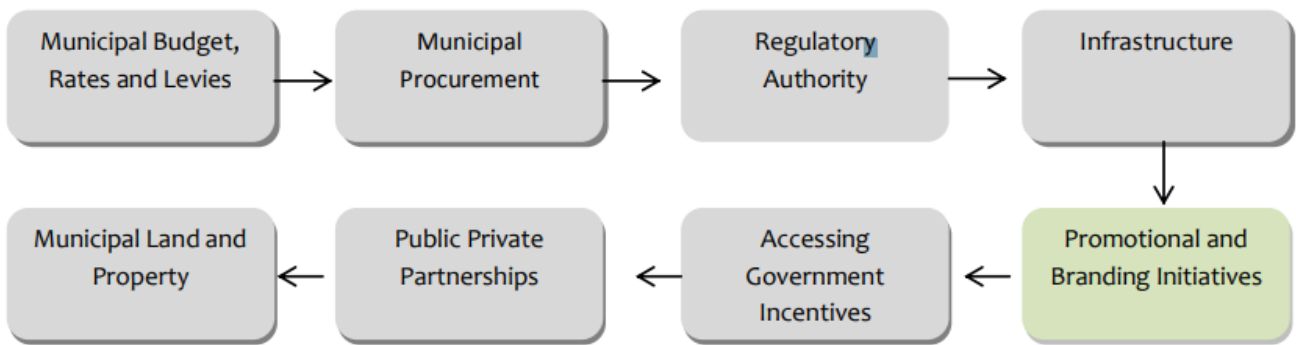 Municipal Budget,
Rates and Levies
Municipal
Procurement
Regulatory
Authority
Infrastructure
Promotional and
Branding Initiatives
Accessing
Government
Incentives
Public Private
Partnerships
Municipal Land and
Property